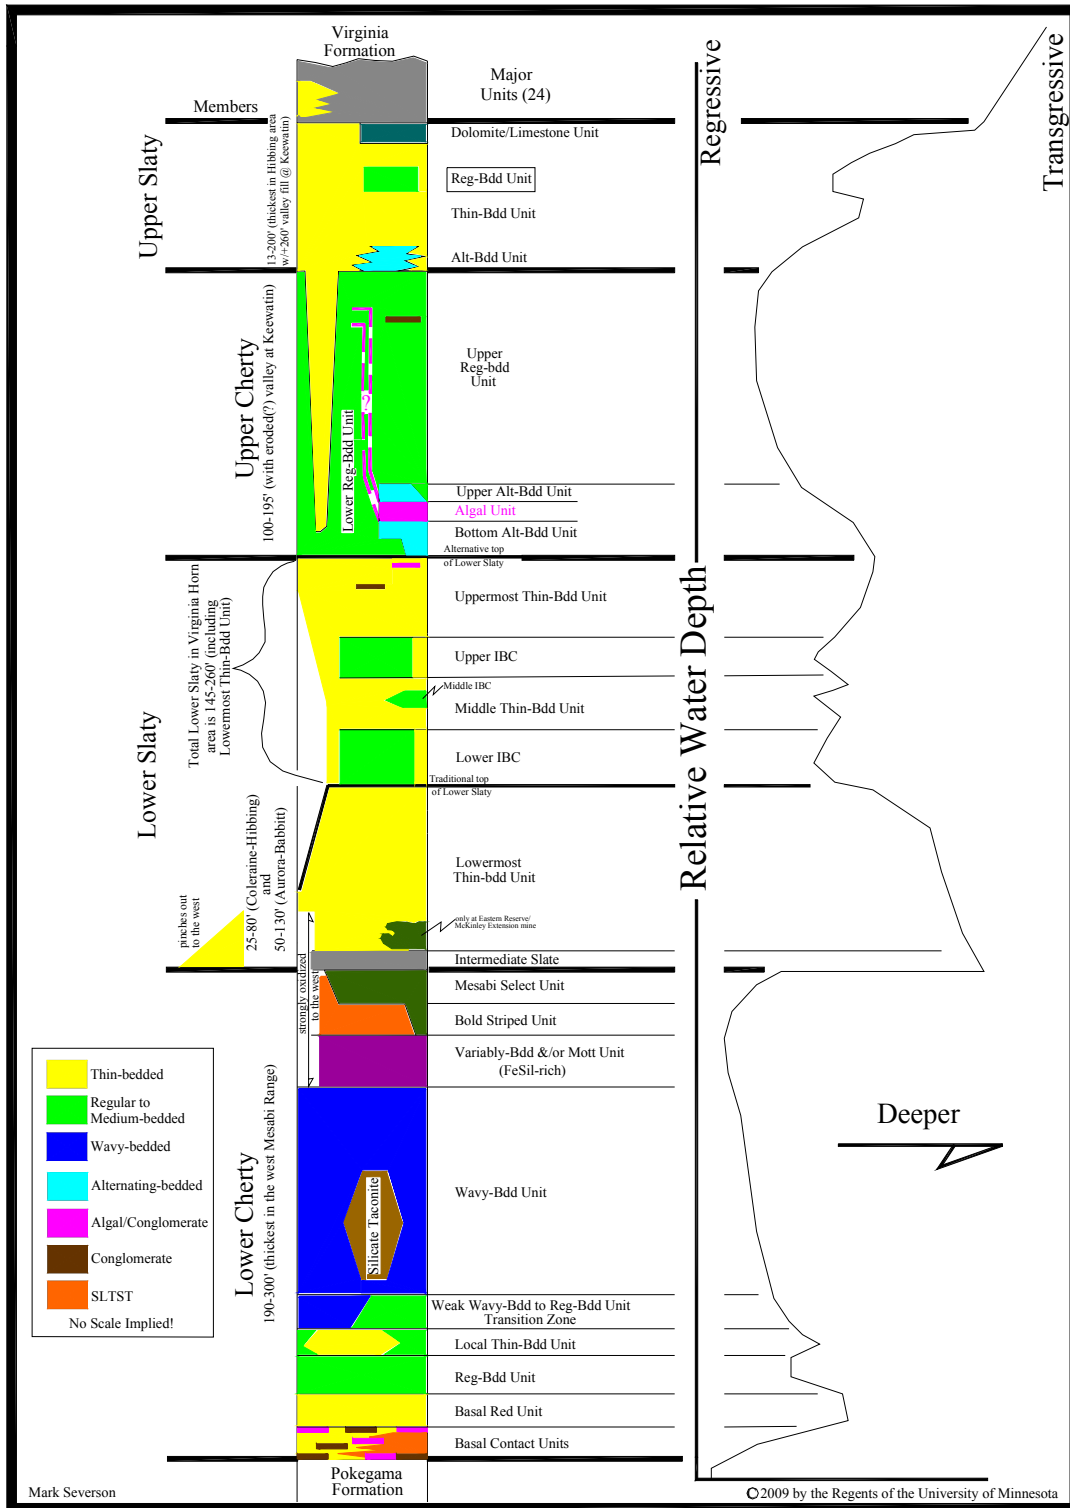 Virginia
Formation
Major
Units (24)
Members
Regressive
Transgressive
Relative Water Depth
Deeper
Upper Slaty
13-200' (thickest in Hibbing area
w/+260' valley fill @ Keewatin)
Dolomite/Limestone Unit
Reg-Bdd Unit
Thin-Bdd Unit
Alt-Bdd Unit
Upper Cherty
100-195' (with eroded(?) valley at Keewatin)
Lower Reg-Bdd Unit
?
Upper
Reg-bdd
Unit
Upper Alt-Bdd Unit
Algal Unit
Bottom Alt-Bdd Unit
Alternative top
of Lower Slaty
Lower Slaty
Total Lower Slaty in Virginia Horn
area is 145-260' (including
Lowermost Thin-Bdd Unit)
Uppermost Thin-Bdd Unit
Upper IBC
Middle IBC
Middle Thin-Bdd Unit
Lower IBC
Traditional top
of Lower Slaty
25-80' (Coleraine-Hibbing)
and
50-130' (Aurora-Babbitt)
pinches out
to the west
Lowermost
Thin-bdd Unit
only at Eastern Reserve/
McKinley Extension mine
Intermediate Slate
strongly oxidized
to the west
Mesabi Select Unit
Bold Striped Unit
Variably-Bdd &/or Mott Unit
(FeSil-rich)
Lower Cherty
190-300' (thickest in the west Mesabi Range)
Wavy-Bdd Unit
Silicate Taconite
Weak Wavy-Bdd to Reg-Bdd Unit
Transition Zone
Local Thin-Bdd Unit
Reg-Bdd Unit
Basal Red Unit
Basal Contact Units
Pokegama
Formation
Thin-bedded
Regular to
Medium-bedded
Wavy-bedded
Alternating-bedded
Algal/Conglomerate
Conglomerate
SLTST
No Scale Implied!
Mark Severson
©2009 by the Regents of the University of Minnesota